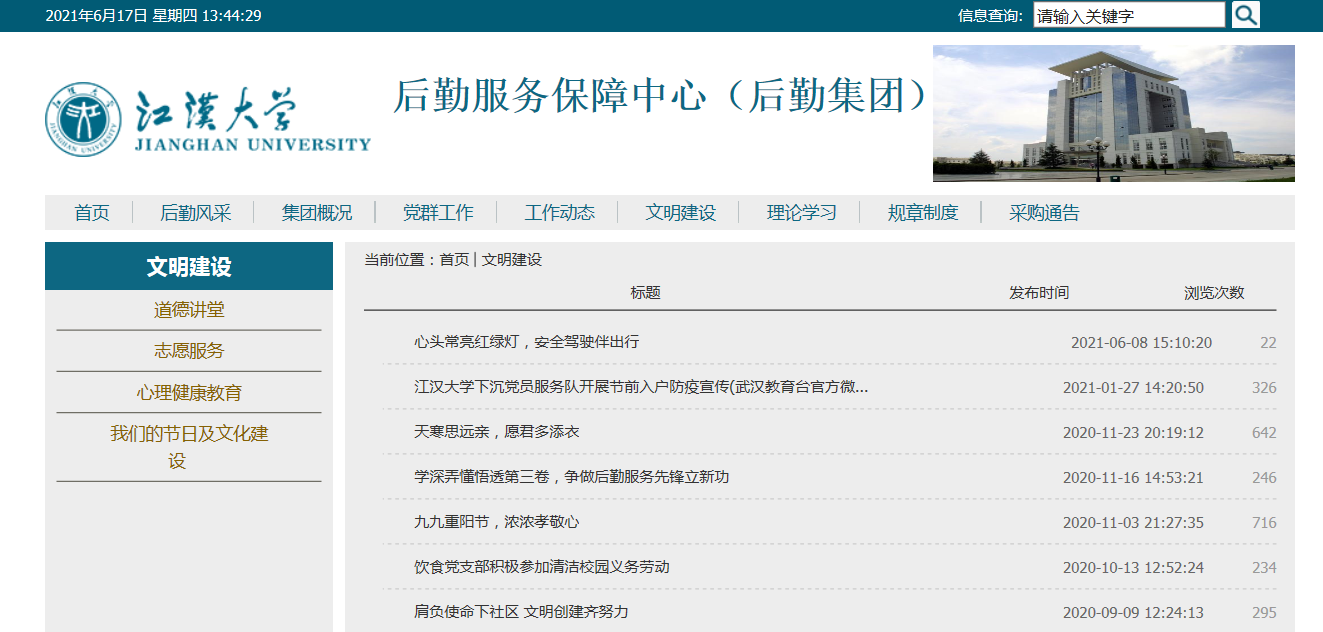 2021年6月17日 星期四 13:44:29
信息查询:
请输入关键字
江漢大学
JIANGHAN UNIVERSITY
后勤服务保障中心（后勤集团）
首页 后勤风采 集团概况 党群工作 工作动态 文明建设 理论学习 规章制度 采购通告
文明建设
道德讲堂
志愿服务
心理健康教育
我们的节日及文化建
设
当前位置：首页 | 文明建设
标题 发布时间 浏览次数
心头常亮红绿灯，安全驾驶伴出行 2021-06-08 15:10:20 22
江汉大学下沉党员服务队开展节前入户防疫宣传(武汉教育台官方微... 2021-01-27 14:20:50 326
天寒思远亲，愿君多添衣 2020-11-23 20:19:12 642
学深弄懂悟透第三卷，争做后勤服务先锋立新功 2020-11-16 14:53:21 246
九九重阳节，浓浓孝敬心 2020-11-03 21:27:35 716
饮食党支部积极参加清洁校园义务劳动 2020-10-13 12:52:24 234
肩负使命下社区 文明创建齐努力 2020-09-09 12:24:13 295